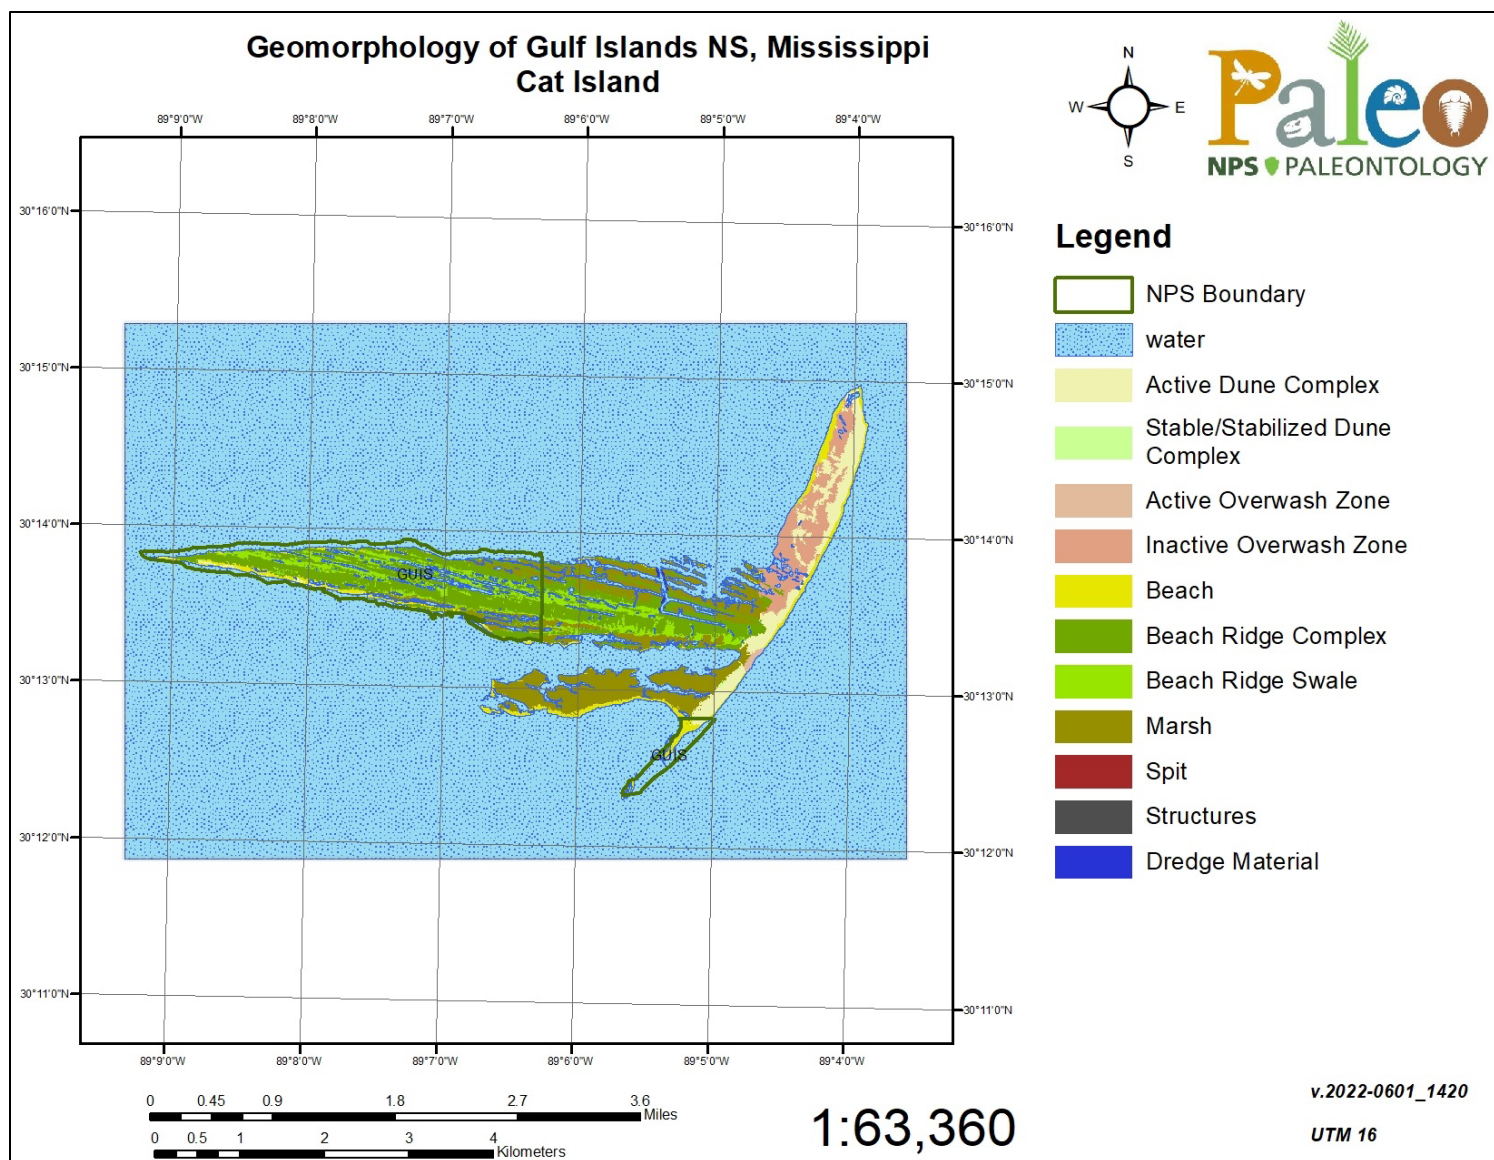 Geomorphology of Gulf Islands NS, Mississippi
Cat Island
N
W E
S
Paleo
NPS PALEONTOLOGY
89°9'0"W 89°8'0"W 89°7'0"W 89°6'0"W 89°5'0"W 89°4'0"W
30°16'0"N
30°16'0"N
30°15'0"N
30°15'0"N
30°14'0"N
30°14'0"N
GUIS
30°13'0"N
30°13'0"N
GUIS
30°12'0"N
30°12'0"N
30°11'0"N
30°11'0"N
89°9'0"W 89°8'0"W 89°7'0"W 89°6'0"W 89°5'0"W 89°4'0"W
Legend
NPS Boundary
water
Active Dune Complex
Stable/Stabilized Dune
Complex
Active Overwash Zone
Inactive Overwash Zone
Beach
Beach Ridge Complex
Beach Ridge Swale
Marsh
Spit
Structures
Dredge Material
0 0.45 0.9 1.8 2.7 3.6
Miles
0 0.5 1 2 3 4
Kilometers
1:63,360
v.2022-0601_1420
UTM 16